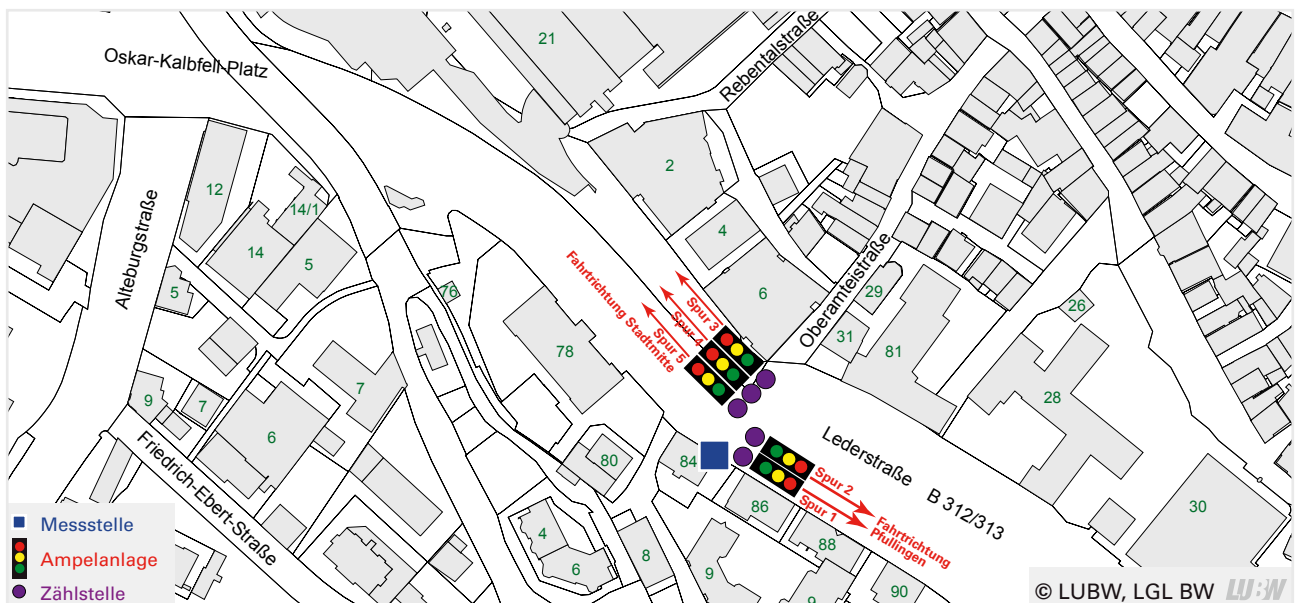 Oskar-Kalbfell-Platz
21
Rebentalstraße
2
12
14/1
14
5
4
Alteburgstraße
5
76
Fahrtrichtung Stadtmitte
Spur 3
Spur 4
Spur 5
6
Oberamteistraße
29
26
31
81
78
7
9
7
6
28
Friedrich-Ebert-Straße
80
84
Lederstraße B 312/313
Spur 2
Spur 1
Fahrtrichtung
Pfullingen
86
88
30
4
6
8
9
9
90
Messstelle
Ampelanlage
Zählstelle
© LUBW, LGL BW LUBW